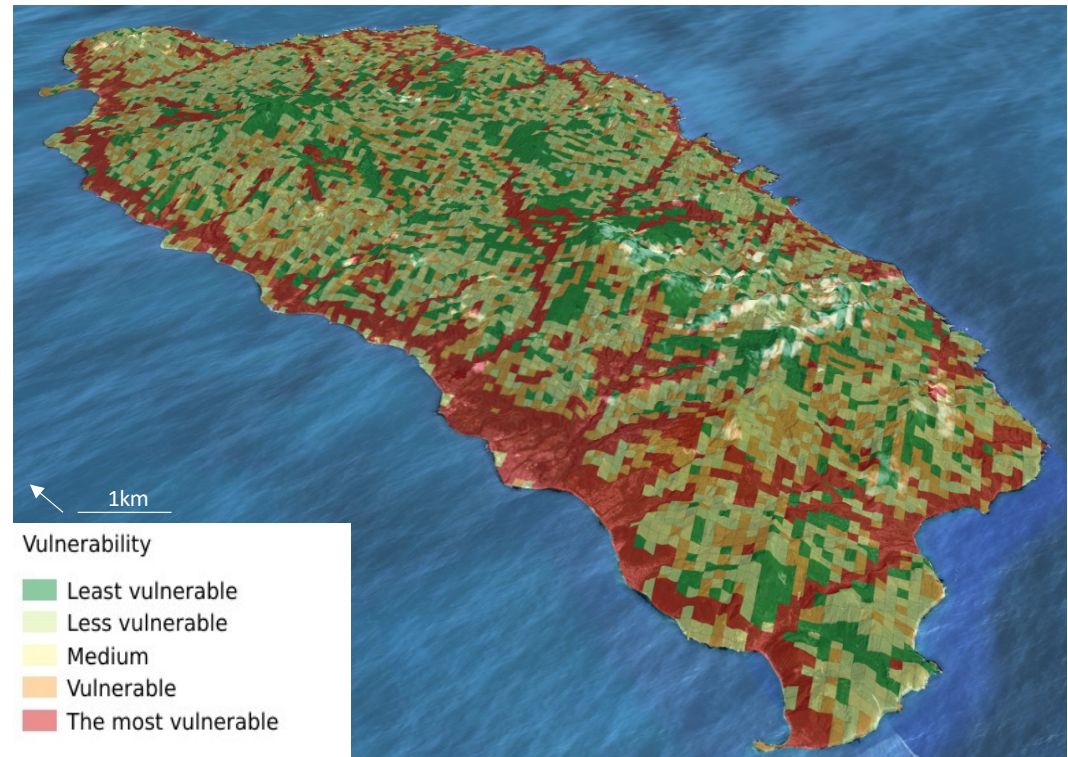 1km
Vulnerability
Least vulnerable
Less vulnerable
Medium
Vulnerable
The most vulnerable